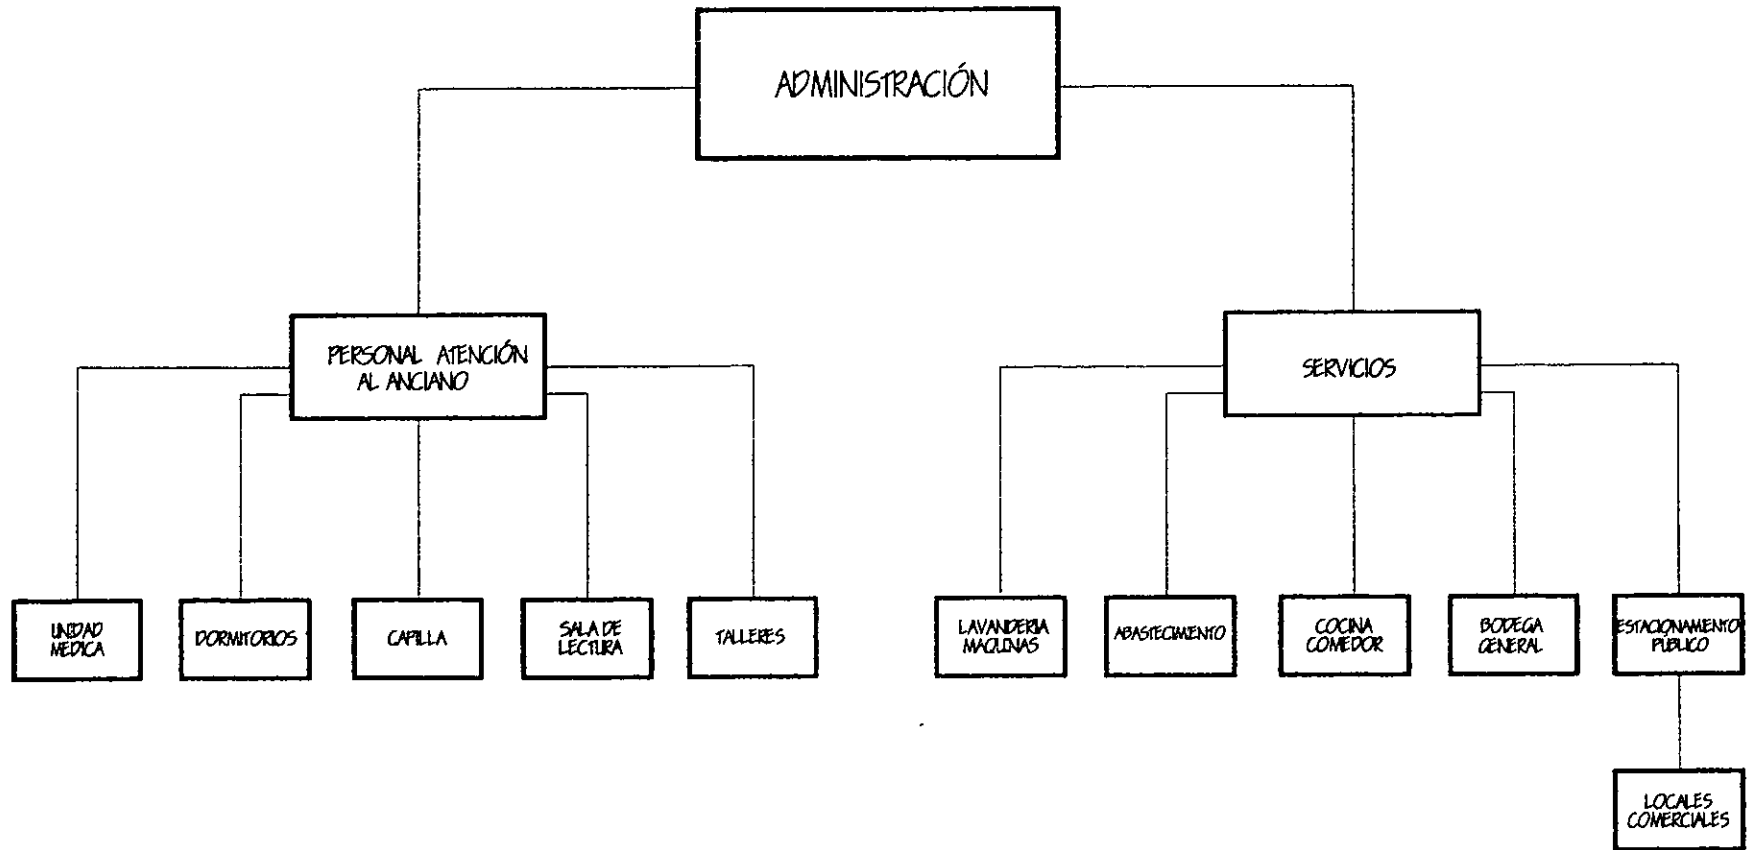 ADMINISTRACIÓN
PERSONAL ATENCIÓN
AL ANCIANO
SERVICIOS
UNIDAD
MEDICA
DORMITORIOS
CAPILLA
SALA DE
LECTURA
TALLERES
LAVANDERIA
MAQUINAS
ABASTECIMIENTO
COCINA
COMEDOR
BODEGA
GENERAL
ESTACIONAMIENTO
PÚBLICO
LOCALES
COMERCIALES